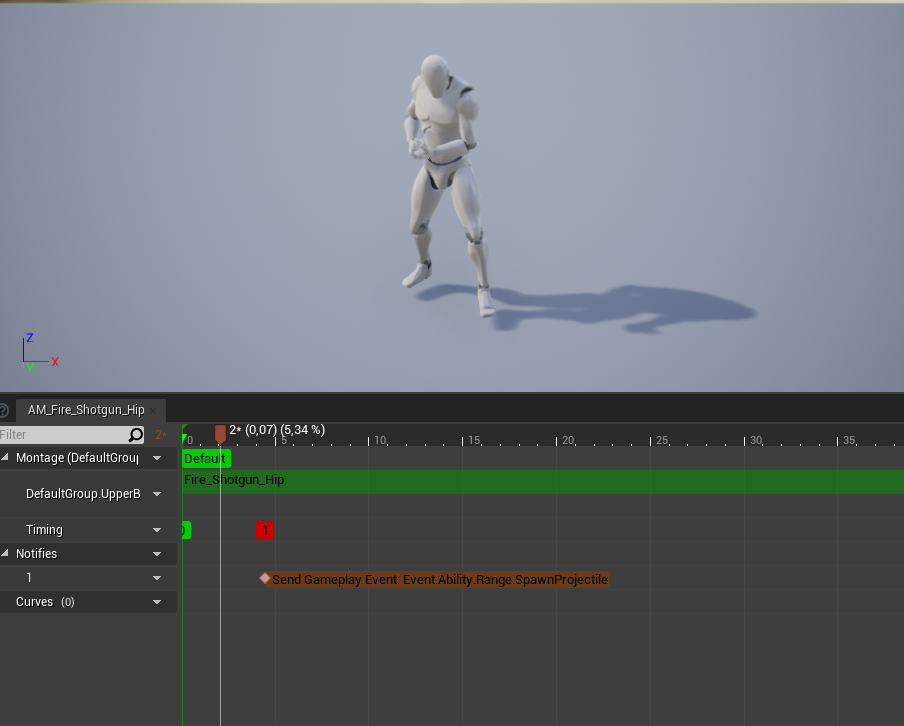 Z
X
Y
AM_Fire_Shotgun_Hip ×
Filter 2* 2* (0,07) (5,34 %)
0 5 10 15 20 25 30 35
Montage (DefaultGrou Default
Fire_Shotgun_Hip
DefaultGroup.UpperB
Timing 1
Notifies
1 Send Gameplay Event: Event.Ability.Range.SpawnProjectile
Curves (0)